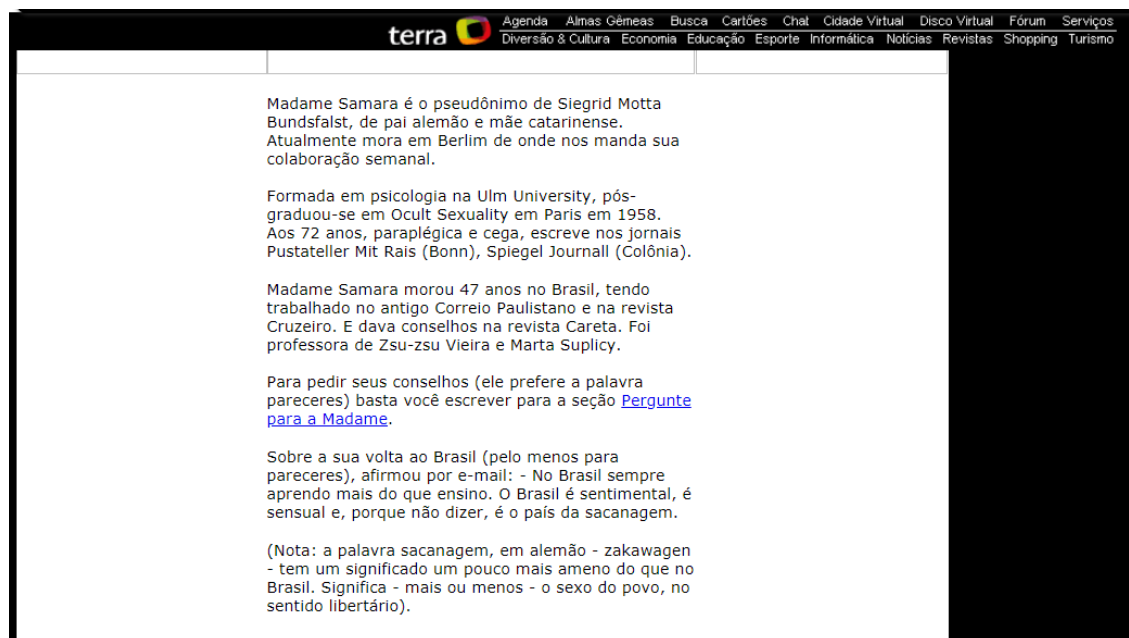 terra
Agenda Almas Gêmeas Busca Cartões Chat Cidade Virtual Disco Virtual Fórum Serviços
Diversão & Cultura Economia Educação Esporte Informática Notícias Revistas Shopping Turismo
Madame Samara é o pseudônimo de Siegrid Motta
Bundsfalst, de pai alemão e mãe catarinense.
Atualmente mora em Berlim de onde nos manda sua
colaboração semanal.
Formada em psicologia na Ulm University, pós-
graduou-se em Ocult Sexuality em Paris em 1958.
Aos 72 anos, paraplégica e cega, escreve nos jornais
Pustateller Mit Rais (Bonn), Spiegel Journall (Colônia).
Madame Samara morou 47 anos no Brasil, tendo
trabalhado no antigo Correio Paulistano e na revista
Cruzeiro. E dava conselhos na revista Careta. Foi
professora de Zsu-zsu Vieira e Marta Suplicy.
Para pedir seus conselhos (ele prefere a palavra
pareceres) basta você escrever para a seção Pergunte
para a Madame.
Sobre a sua volta ao Brasil (pelo menos para
pareceres), afirmou por e-mail: - No Brasil sempre
aprendo mais do que ensino. O Brasil é sentimental, é
sensual e, porque não dizer, é o país da sacanagem.
(Nota: a palavra sacanagem, em alemão - zakawagen
- tem um significado um pouco mais ameno do que no
Brasil. Significa - mais ou menos - o sexo do povo, no
sentido libertário).